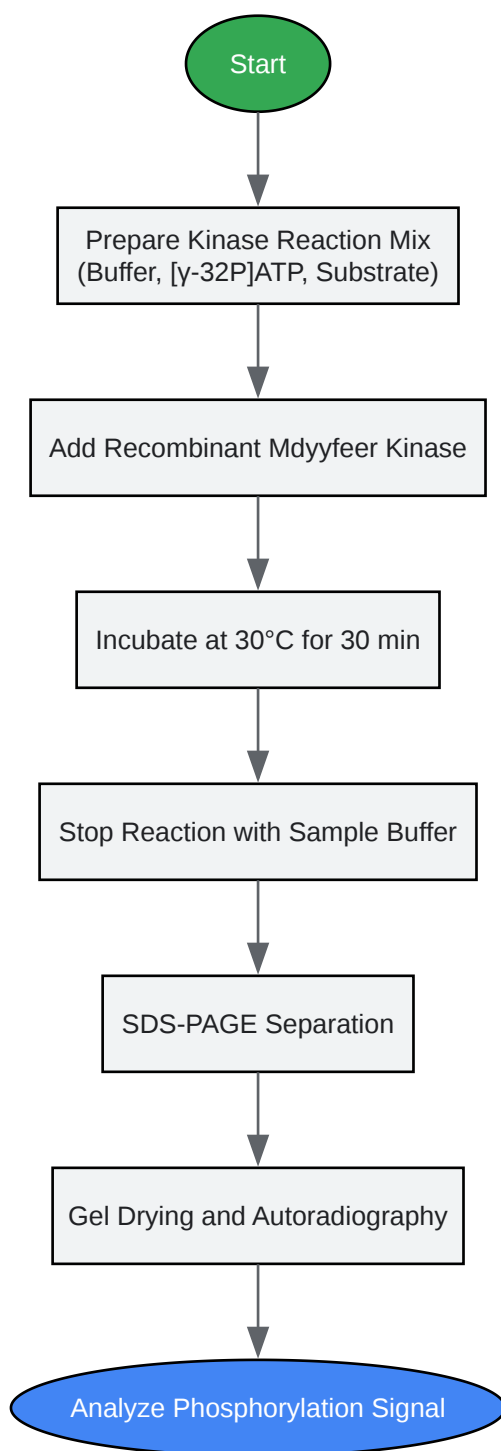 Start
Prepare Kinase Reaction Mix
(Buffer, [γ-32P]ATP, Substrate)
Add Recombinant Mdyyfeer Kinase
Incubate at 30°C for 30 min
Stop Reaction with Sample Buffer
SDS-PAGE Separation
Gel Drying and Autoradiography
Analyze Phosphorylation Signal